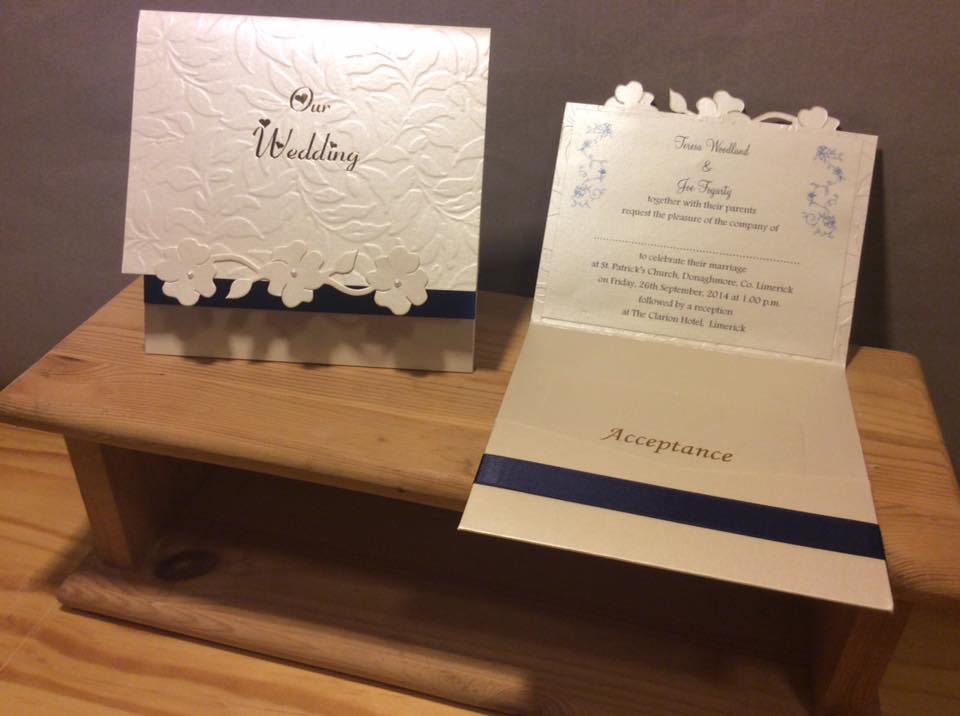 Our
Wedding
Teresa Woodland
&
Joe Fogarty
together with their parents
request the pleasure of the company of
................................................
to celebrate their marriage
at St. Patrick's Church, Donaghmore, Co. Limerick
on Friday, 26th September, 2014 at 1.00 p.m.
followed by a reception
at The Clarion Hotel, Limerick
Acceptance